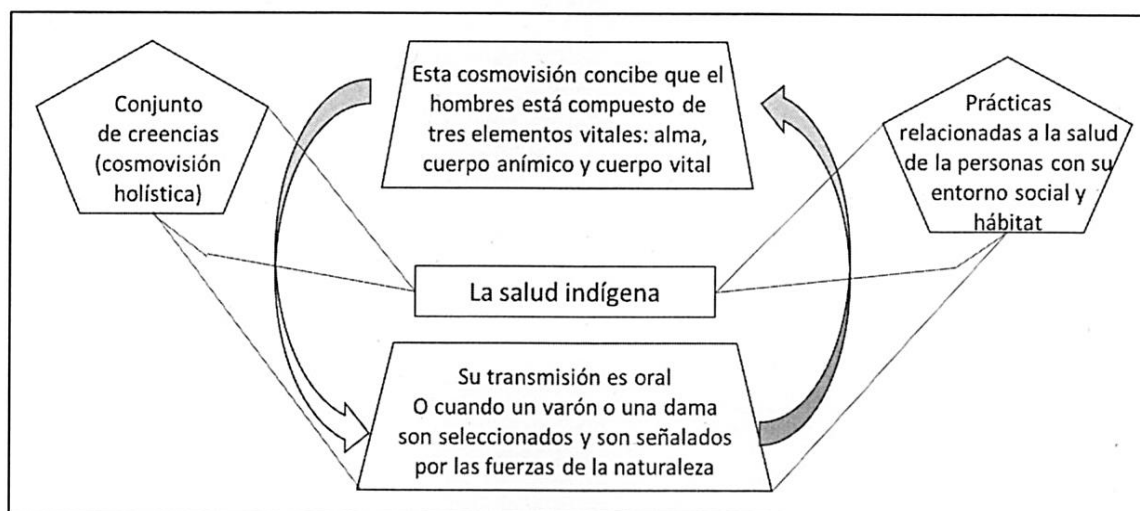 Conjunto
de creencias
(cosmovisión
holística)
Esta cosmovisión concibe que el
hombres está compuesto de
tres elementos vitales: alma,
cuerpo anímico y cuerpo vital
Prácticas
relacionadas a la salud
de la personas con su
entorno social y
hábitat
La salud indígena
Su transmisión es oral
O cuando un varón o una dama
son seleccionados y son señalados
por las fuerzas de la naturaleza